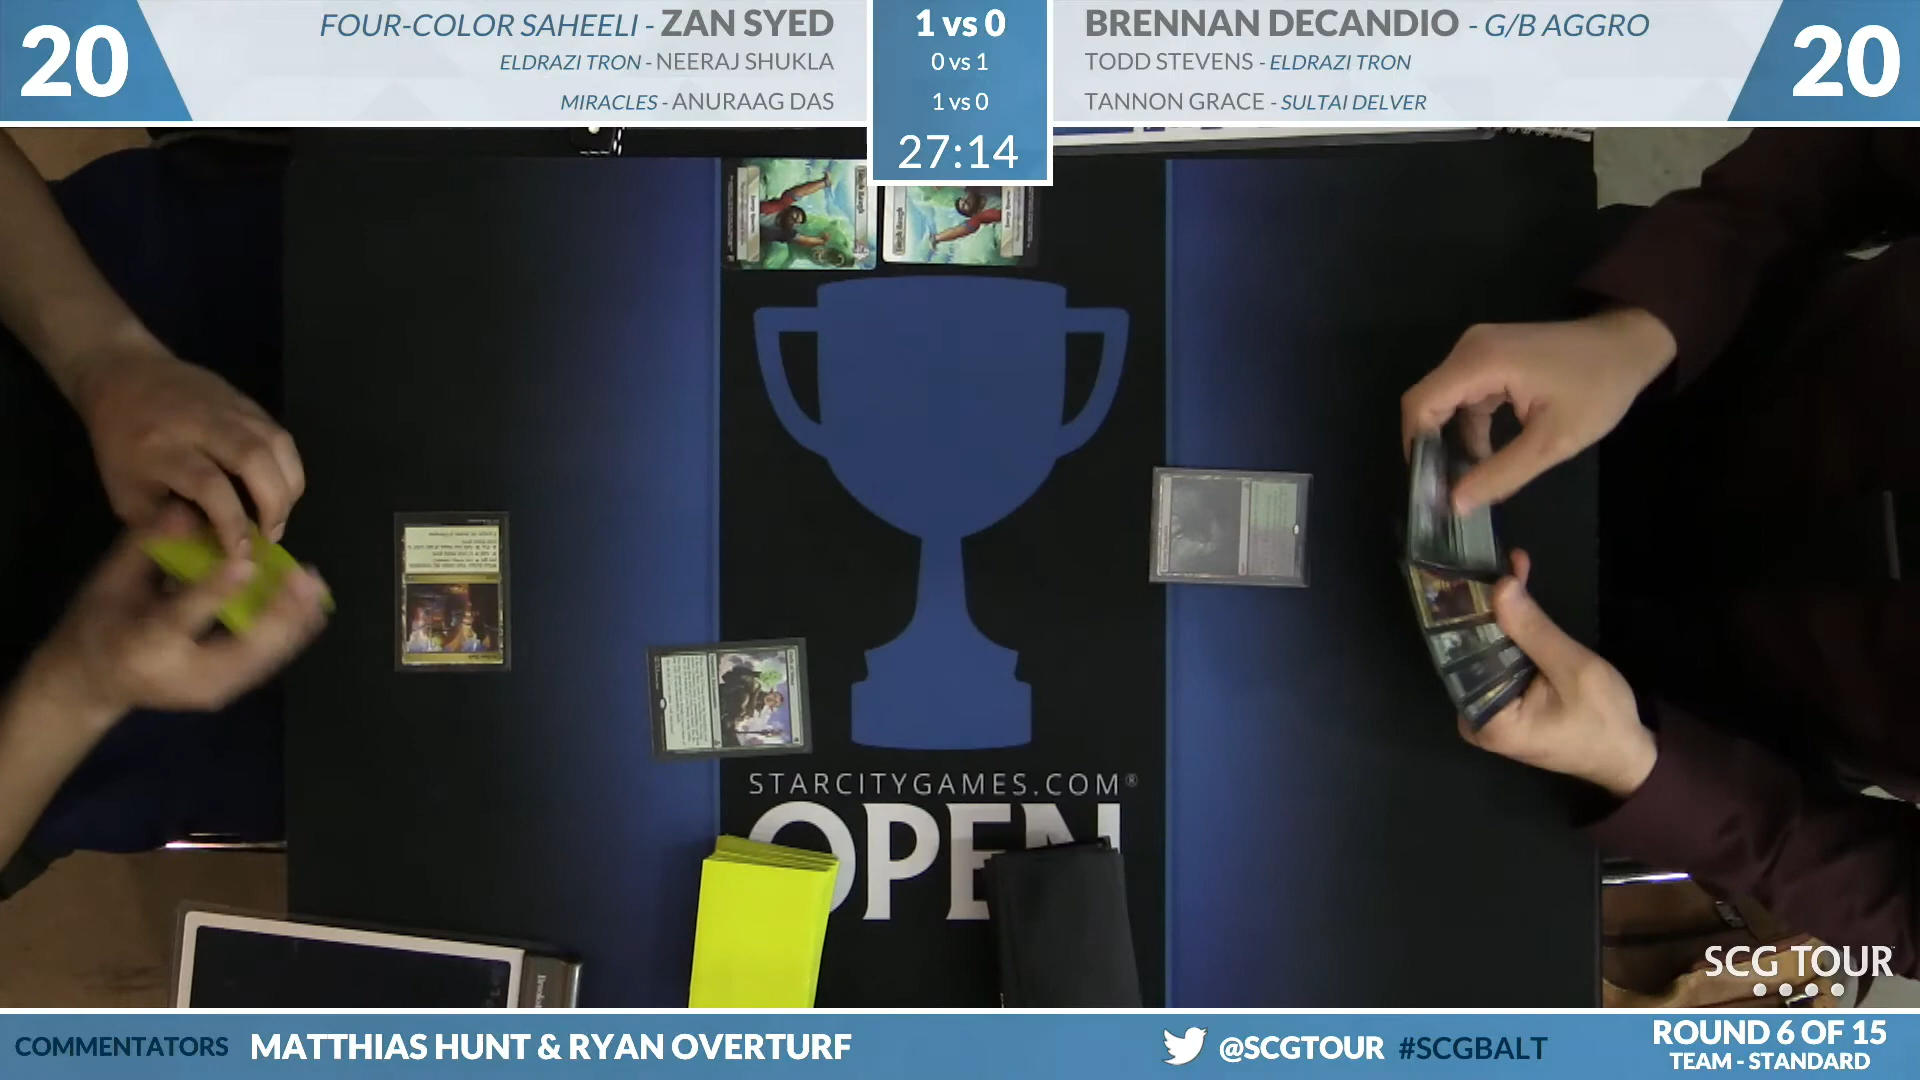 20
FOUR-COLOR SAHEELI - ZAN SYED
ELDRAZI TRON - NEERAJ SHUKLA
MIRACLES - ANURAAG DAS
1 vs 0
0 vs 1
1 vs 0
27:14
BRENNAN DECANDIO - G/B AGGRO
TODD STEVENS - ELDRAZI TRON
TANNON GRACE - SULTAI DELVER
20
STARCITYGAMES.COM®
OPEN
SCG TOUR
COMMENTATORS MATTHIAS HUNT & RYAN OVERTURF
@SCGTOUR #SCGBALT
ROUND 6 OF 15
TEAM - STANDARD